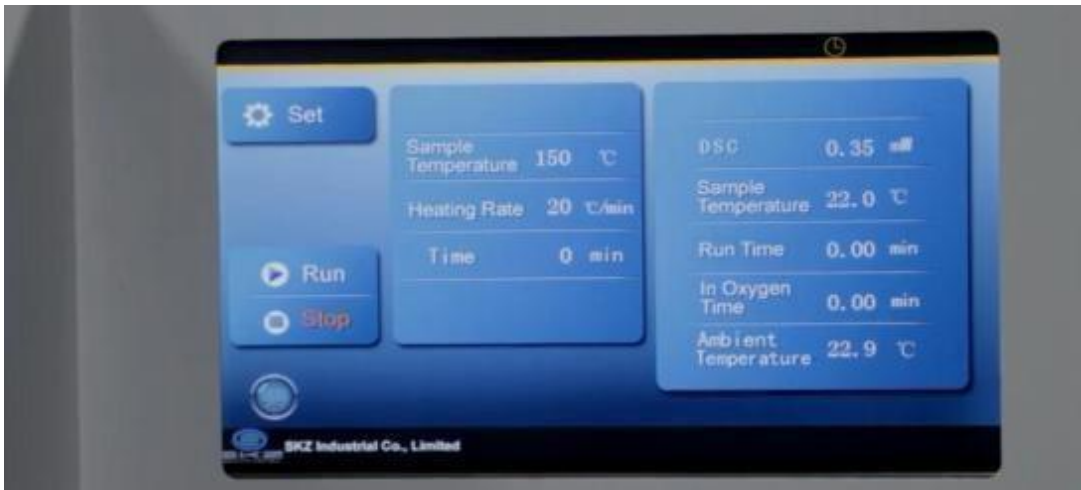 Set
Sample
Temperature 150 ℃
Heating Rate 20 ℃/min
Time 0 min
Run
Stop
DSC 0.35 mW
Sample
Temperature 22.0 ℃
Run Time 0.00 min
In Oxygen
Time 0.00 min
Ambient
Temperature 22.9 ℃
SKZ
SKZ Industrial Co., Limited